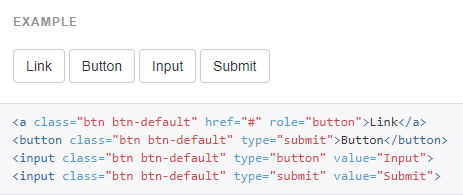 EXAMPLE
Link Button Input Submit
<a class="btn btn-default" href="#" role="button">Link</a>
<button class="btn btn-default" type="submit">Button</button>
<input class="btn btn-default" type="button" value="Input">
<input class="btn btn-default" type="submit" value="Submit">